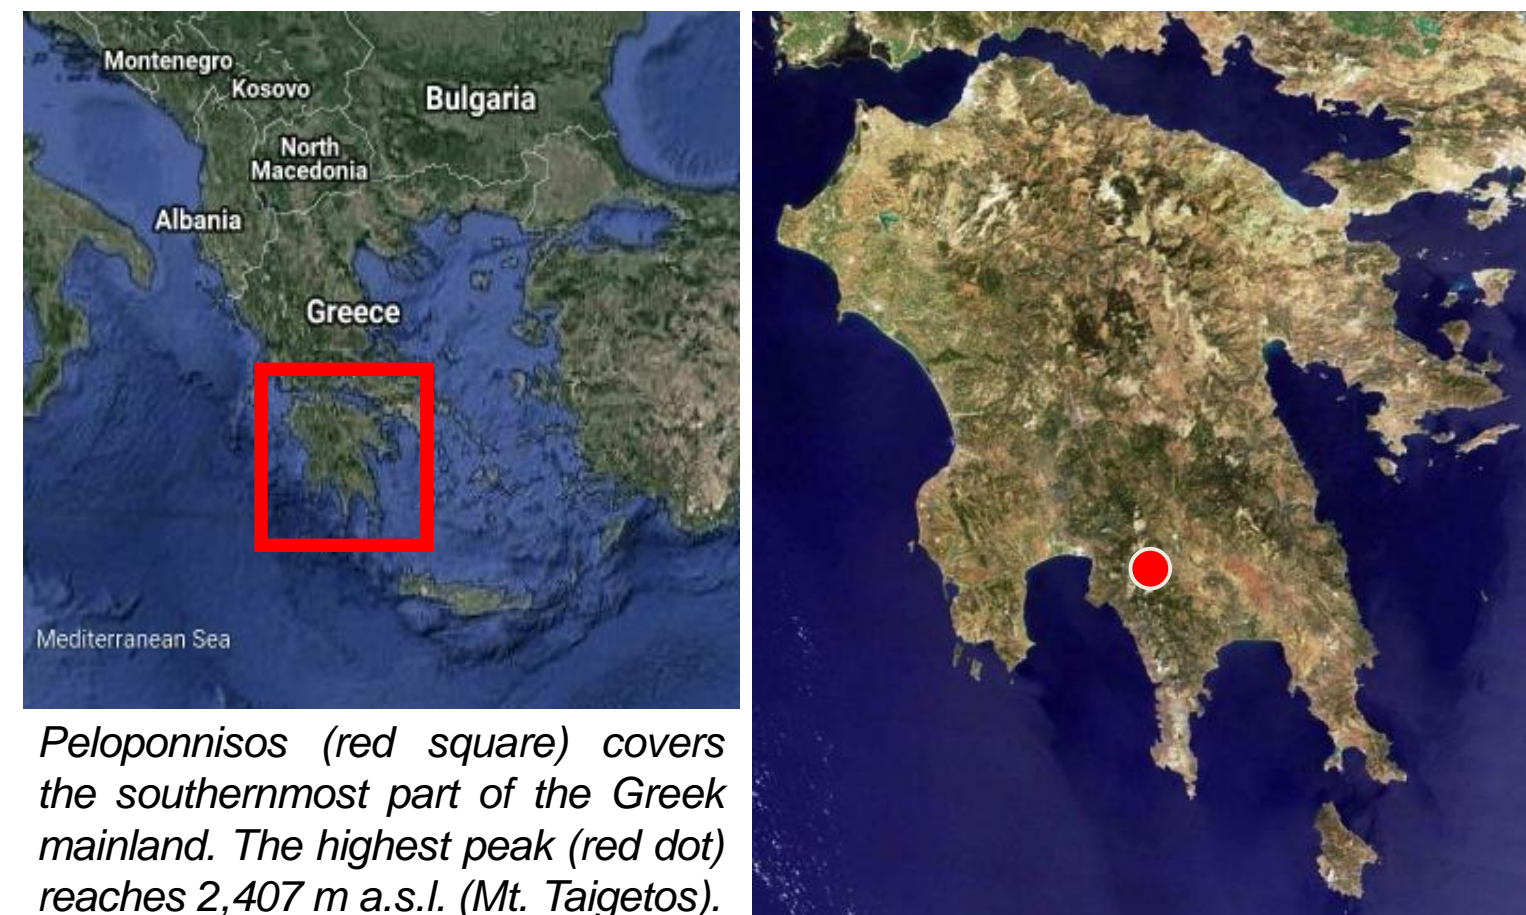 Montenegro
Kosovo
Bulgaria
North
Macedonia
Albania
Greece
Mediterranean Sea
Peloponnisos (red square) covers
the southernmost part of the Greek
mainland. The highest peak (red dot)
reaches 2,407 m a.s.l. (Mt. Taigetos).